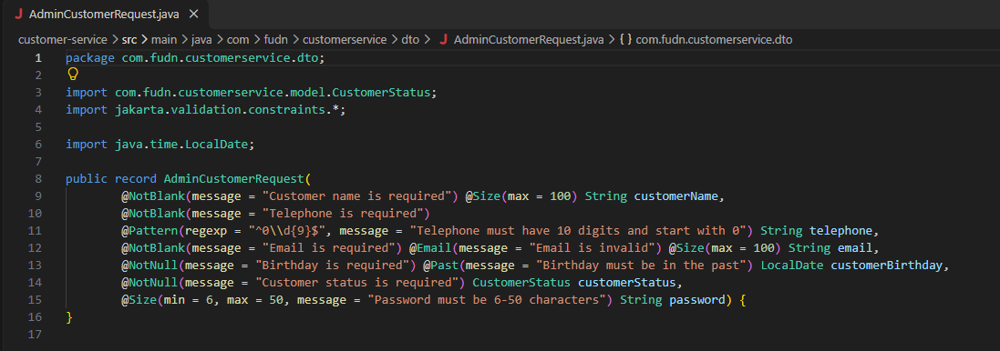 AdminCustomerRequest.java
customer-service > src > main > java > com > fudn > customerservice > dto > AdminCustomerRequest.java > {} com.fudn.customerservice.dto
1 package com.fudn.customerservice.dto;
2
3 import com.fudn.customerservice.model.CustomerStatus;
4 import jakarta.validation.constraints.*;
5
6 import java.time.LocalDate;
7
8 public record AdminCustomerRequest(
9 @NotBlank(message = "Customer name is required") @Size(max = 100) String customerName,
10 @NotBlank(message = "Telephone is required")
11 @Pattern(regexp = "^0\\d{9}$", message = "Telephone must have 10 digits and start with 0") String telephone,
12 @NotBlank(message = "Email is required") @Email(message = "Email is invalid") @Size(max = 100) String email,
13 @NotNull(message = "Birthday is required") @Past(message = "Birthday must be in the past") LocalDate customerBirthday,
14 @NotNull(message = "Customer status is required") CustomerStatus customerStatus,
15 @Size(min = 6, max = 50, message = "Password must be 6-50 characters") String password) {
16 }
17